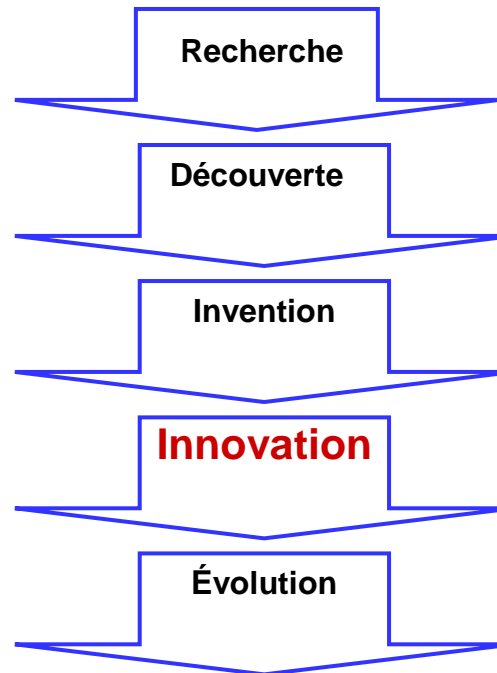 Recherche
Découverte
Invention
Innovation
Évolution